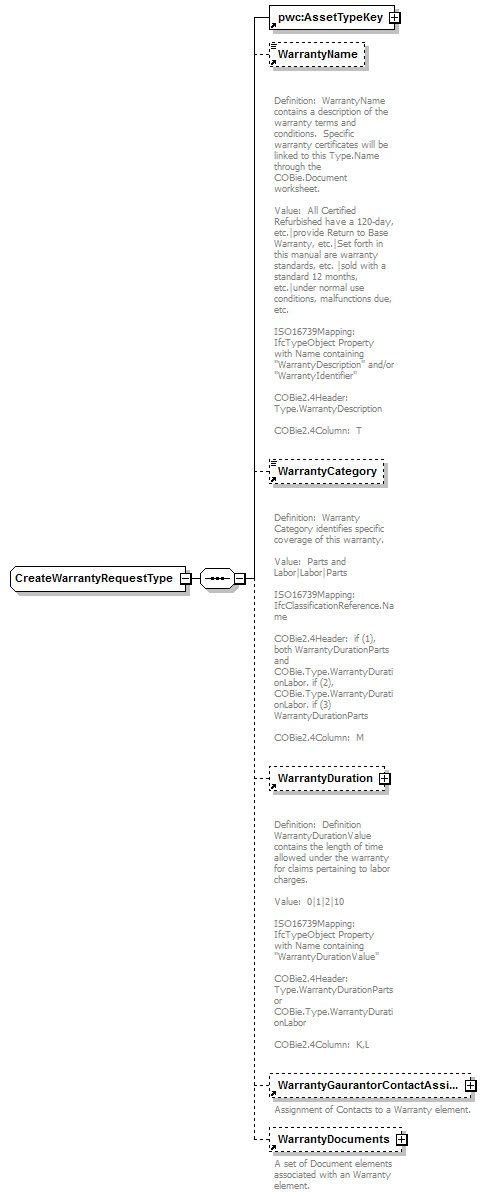 pwc:AssetTypeKey
WarrantyName
Definition:  WarrantyName
contains a description of the
warranty terms and
conditions.  Specific
warranty certificates will be
linked to this Type.Name
through the
COBie.Document
worksheet.
Value:  All Certified
Refurbished have a 120-day,
etc.|provide Return to Base
Warranty, etc.|Set forth in
this manual are warranty
standards, etc. |sold with a
standard 12 months,
etc.|under normal use
conditions, malfunctions due,
etc.
ISO16739Mapping:
IfcTypeObject Property
with Name containing
"WarrantyDescription" and/or
"WarrantyIdentifier"
COBie2.4Header:
Type.WarrantyDescription
COBie2.4Column:  T
WarrantyCategory
Definition:  Warranty
Category identifies specific
coverage of this warranty.
Value:  Parts and
Labor|Labor|Parts
ISO16739Mapping:
IfcClassificationReference.Na
me
COBie2.4Header:  if (1),
both WarrantyDurationParts
and
COBie.Type.WarrantyDurati
onLabor. if (2),
COBie.Type.WarrantyDurati
onLabor. if (3)
WarrantyDurationParts
COBie2.4Column:  M
CreateWarrantyRequestType
WarrantyDuration
Definition:  Definition
WarrantyDurationValue
contains the length of time
allowed under the warranty
for claims pertaining to labor
charges.
Value:  0|1|2|10
ISO16739Mapping:
IfcTypeObject Property
with Name containing
"WarrantyDurationValue"
COBie2.4Header:
Type.WarrantyDurationParts
or
COBie.Type.WarrantyDurati
onLabor
COBie2.4Column:  K,L
WarrantyGaurantorContactAssi...
Assignment of Contacts to a Warranty element.
WarrantyDocuments
A set of Document elements
associated with an Warranty
element.